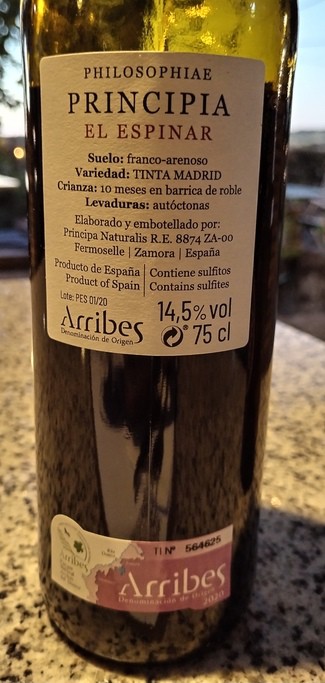 PHILOSOPHIAE
PRINCIPIA
EL ESPINAR
Suelo: franco-arenoso
Variedad: TINTA MADRID
Crianza: 10 meses en barrica de roble
Levaduras: autóctonas
Elaborado y embotellado por:
Principa Naturalis R.E. 8874 ZA-00
Fermoselle | Zamora | España
Producto de España
Product of Spain
Contiene sulfitos
Contains sulfites
Lote: PES 01/20
Arribes
Denominación de Origen
14,5% vol
75 cl
TI Nº 564625
Arribes
Arribes
Denominación de Origen
2020